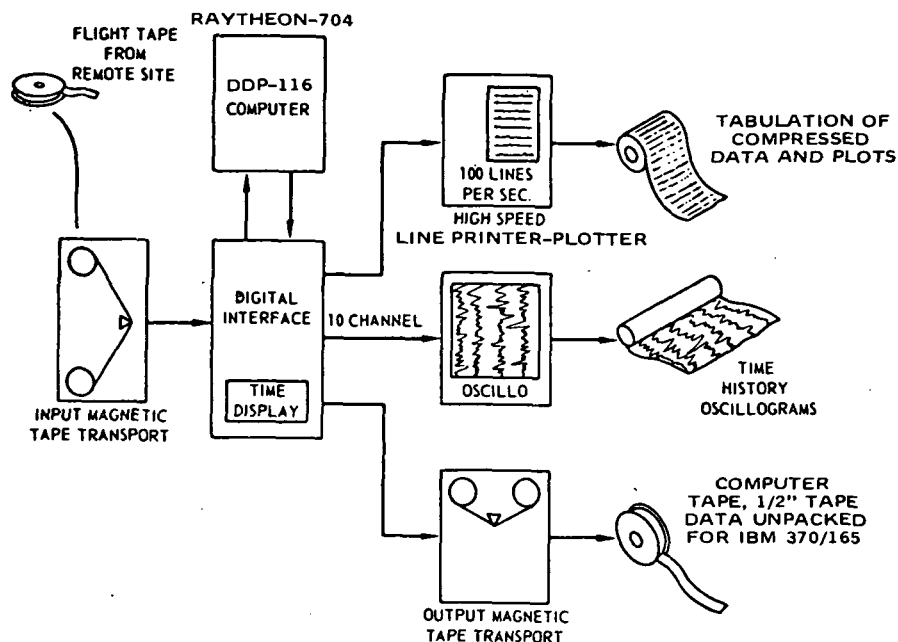 RAYTHEON-704
FLIGHT TAPE
FROM
REMOTE SITE
DDP-116
COMPUTER
100 LINES
PER SEC.
HIGH SPEED
LINE PRINTER-PLOTTER
TABULATION OF
COMPRESSED
DATA AND PLOTS
DIGITAL
INTERFACE
TIME
DISPLAY
10 CHANNEL
OSCILLO
TIME
HISTORY
OSCILLOGRAMS
INPUT MAGNETIC
TAPE TRANSPORT
COMPUTER
TAPE, 1/2" TAPE
DATA UNPACKED
FOR IBM 370/165
OUTPUT MAGNETIC
TAPE TRANSPORT